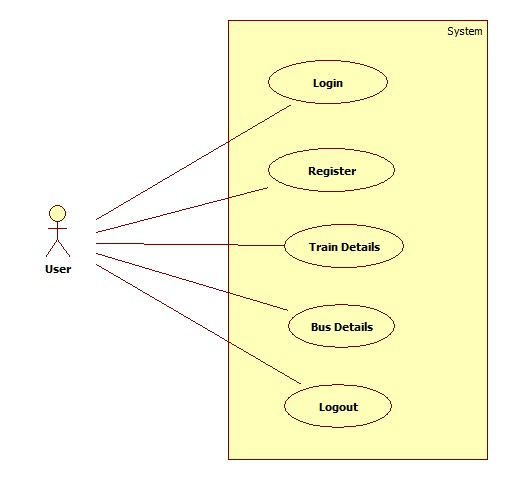 System
Login
Register
Train Details
User
Bus Details
Logout